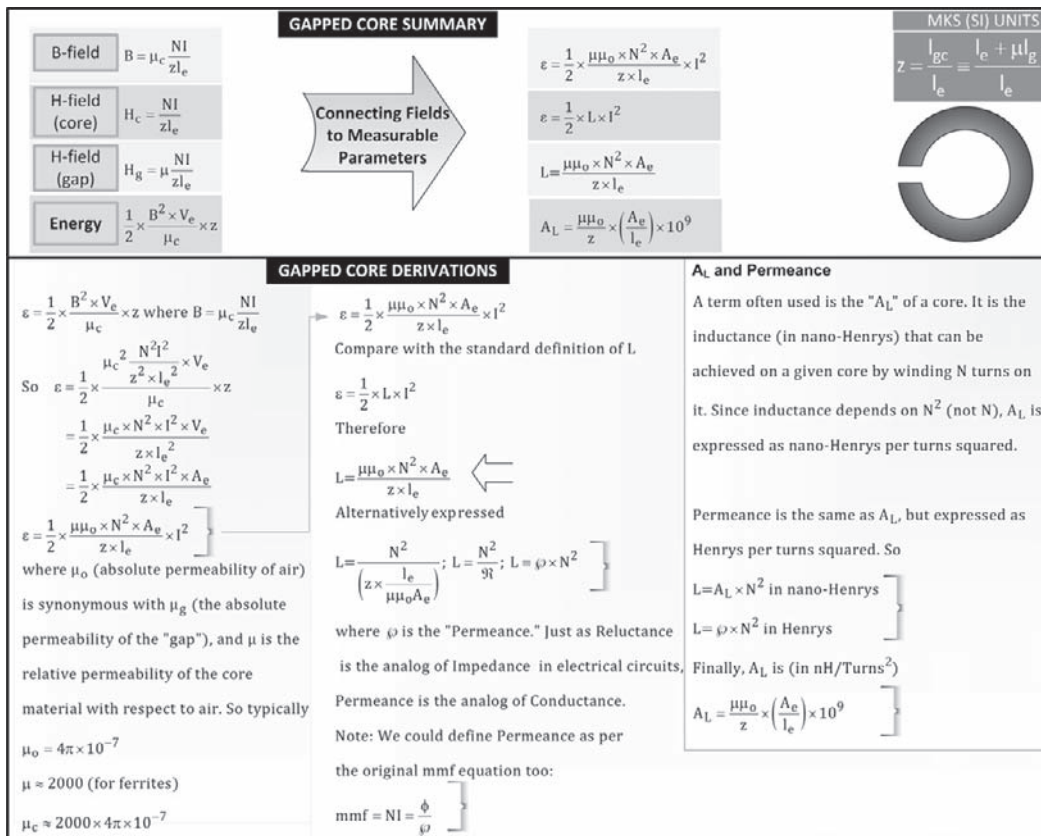 GAPPED CORE SUMMARY
MKS (SI) UNITS
B-field B = μc NI/zle
H-field (core) Hc = NI/zle
H-field (gap) Hg = μ NI/zle
Energy 1/2 × B² × Ve/μc × z
Connecting Fields
to Measurable
Parameters
ε = 1/2 × μμo × N² × Ae/z × le × I²
ε = 1/2 × L × I²
L = μμo × N² × Ae/z × le
AL = μμo/z × (Ae/le) × 10⁹
z = lgc/le ≡ le + μlg/le
GAPPED CORE DERIVATIONS
ε = 1/2 × B² × Ve/μc × z where B = μc NI/zle
So ε = 1/2 × μc² N²I²/z² × le² × Ve/μc × z
= 1/2 × μc × N² × I² × Ve/z × le²
= 1/2 × μc × N² × I² × Ae/z × le
ε = 1/2 × μμo × N² × Ae/z × le × I²
where μo (absolute permeability of air)
is synonymous with μg (the absolute
permeability of the "gap"), and μ is the
relative permeability of the core
material with respect to air. So typically
μo = 4π × 10⁻⁷
μ ≈ 2000 (for ferrites)
μc ≈ 2000 × 4π × 10⁻⁷
ε = 1/2 × μμo × N² × Ae/z × le × I²
Compare with the standard definition of L
ε = 1/2 × L × I²
Therefore
L = μμo × N² × Ae/z × le
Alternatively expressed
L = N²/(z × le/μμoAe); L = N²/ℜ; L = ℘ × N²
where ℘ is the "Permeance." Just as Reluctance
is the analog of Impedance in electrical circuits,
Permeance is the analog of Conductance.
Note: We could define Permeance as per
the original mmf equation too:
mmf = NI = ϕ/℘
AL and Permeance
A term often used is the "AL" of a core. It is the
inductance (in nano-Henrys) that can be
achieved on a given core by winding N turns on
it. Since inductance depends on N² (not N), AL is
expressed as nano-Henrys per turns squared.
Permeance is the same as AL, but expressed as
Henrys per turns squared. So
L=AL × N² in nano-Henrys
L= ℘ × N² in Henrys
Finally, AL is (in nH/Turns²)
AL = μμo/z × (Ae/le) × 10⁹